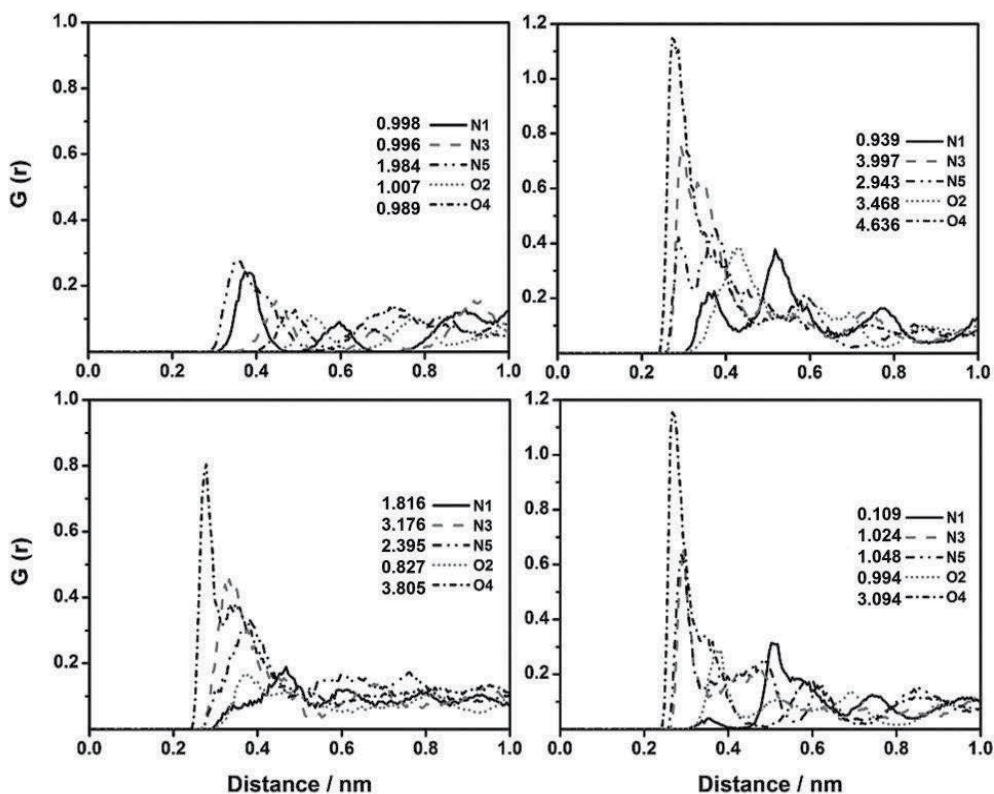 1.0
0.8
0.6
0.4
0.2
G (r)
0.998 N1
0.996 N3
1.984 N5
1.007 O2
0.989 O4
0.0 0.2 0.4 0.6 0.8 1.0
1.2
1.0
0.8
0.6
0.4
0.2
0.939 N1
3.997 N3
2.943 N5
3.468 O2
4.636 O4
0.0 0.2 0.4 0.6 0.8 1.0
1.0
0.8
0.6
0.4
0.2
G (r)
1.816 N1
3.176 N3
2.395 N5
0.827 O2
3.805 O4
0.0 0.2 0.4 0.6 0.8 1.0
Distance / nm
1.2
1.0
0.8
0.6
0.4
0.2
0.109 N1
1.024 N3
1.048 N5
0.994 O2
3.094 O4
0.0 0.2 0.4 0.6 0.8 1.0
Distance / nm